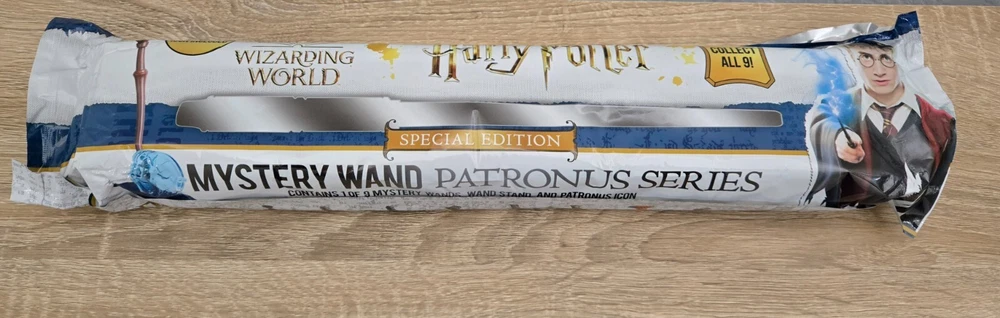 WIZARDING
WORLD
Harry Potter
COLLECT
ALL 9!
SPECIAL EDITION
MYSTERY WAND PATRONUS SERIES
CONTAINS 1 OF 9 MYSTERY WANDS, WAND STAND, AND PATRONUS ICON